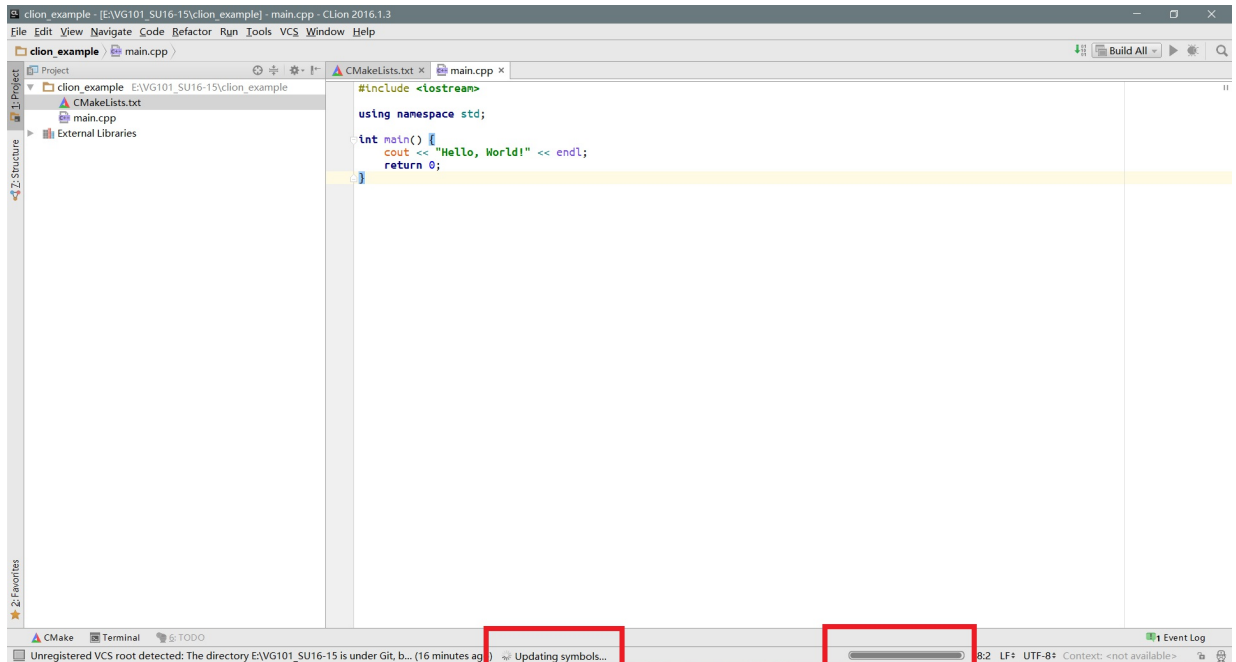 clion_example - [E:\VG101_SU16-15\clion_example] - main.cpp - CLion 2016.1.3
File Edit View Navigate Code Refactor Run Tools VCS Window Help
clion_example main.cpp
Build All
Project
CMakeLists.txt main.cpp
1: Project
Z: Structure
2: Favorites
clion_example E:\VG101_SU16-15\clion_example
CMakeLists.txt
main.cpp
External Libraries
#include <iostream>
using namespace std;
int main() {
cout << "Hello, World!" << endl;
return 0;
}
CMake Terminal 6: TODO
1 Event Log
Unregistered VCS root detected: The directory E:\VG101_SU16-15 is under Git, b... (16 minutes ag) Updating symbols... 8:2 LF UTF-8 Context: <not available>